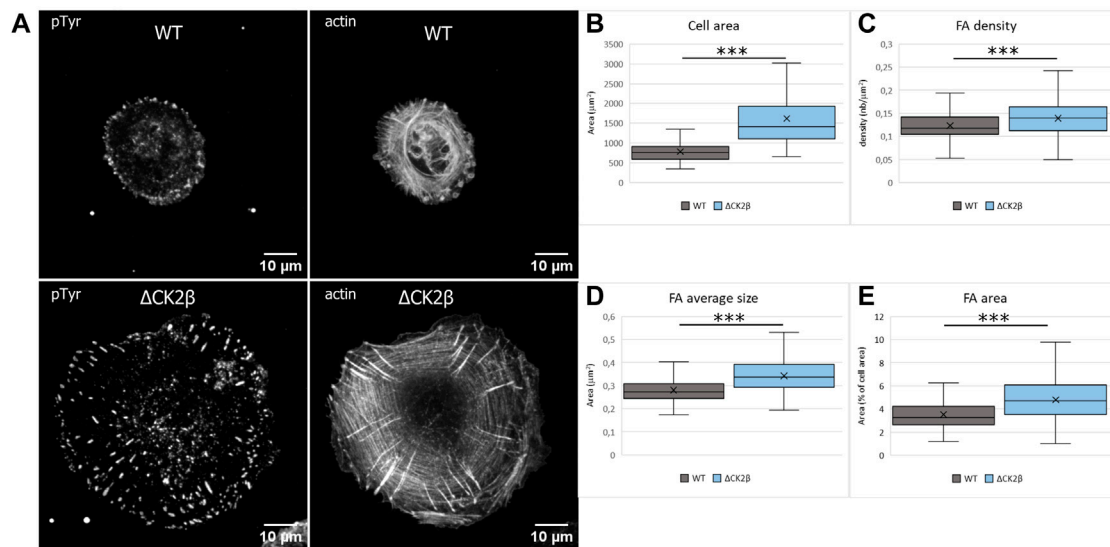 A
pTyr
WT
10 µm
actin
WT
10 µm
pTyr
ΔCK2β
10 µm
actin
ΔCK2β
10 µm
B
Cell area
***
Area (µm²)
3500
3000
2500
2000
1500
1000
500
0
WT ΔCK2β
C
FA density
***
density (nb/µm²)
0,3
0,25
0,2
0,15
0,1
0,05
0
WT ΔCK2β
D
FA average size
***
Area (µm²)
0,6
0,5
0,4
0,3
0,2
0,1
0
WT ΔCK2β
E
FA area
***
Area (% of cell area)
12
10
8
6
4
2
0
WT ΔCK2β